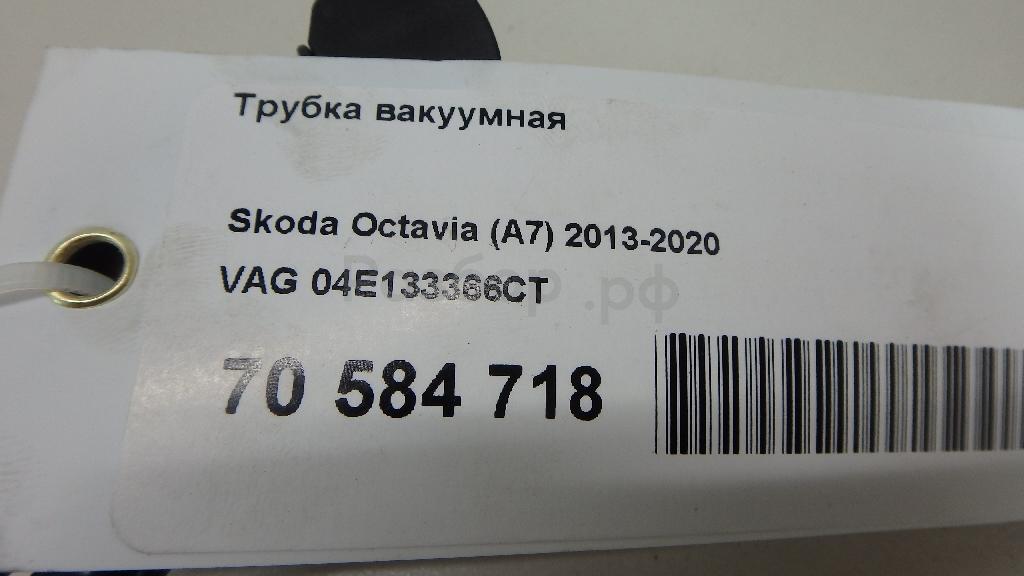 Трубка вакуумная
Skoda Octavia (A7) 2013-2020
VAG 04E133366CT
70 584 718